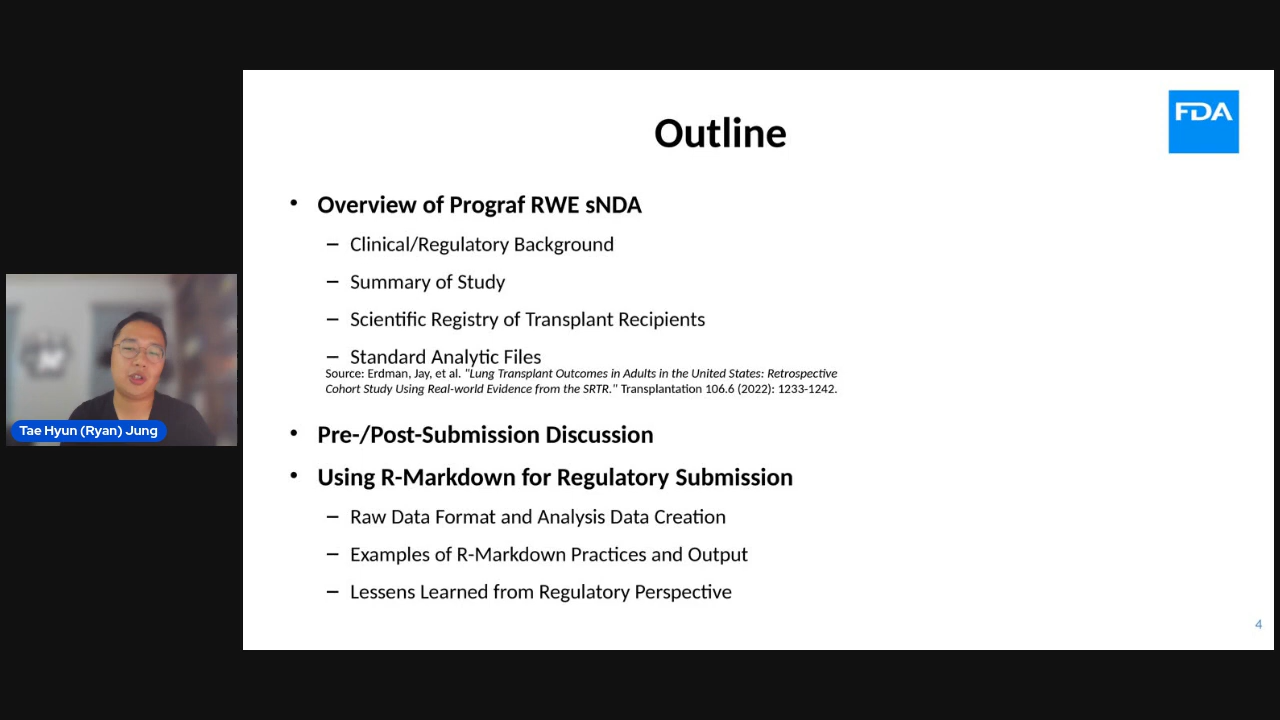 FDA
Outline
• Overview of Prograf RWE sNDA
– Clinical/Regulatory Background
– Summary of Study
– Scientific Registry of Transplant Recipients
– Standard Analytic Files
Source: Erdman, Jay, et al. "Lung Transplant Outcomes in Adults in the United States: Retrospective
Cohort Study Using Real-world Evidence from the SRTR." Transplantation 106.6 (2022): 1233-1242.
• Pre-/Post-Submission Discussion
• Using R-Markdown for Regulatory Submission
– Raw Data Format and Analysis Data Creation
– Examples of R-Markdown Practices and Output
– Lessens Learned from Regulatory Perspective
4
Tae Hyun (Ryan) Jung